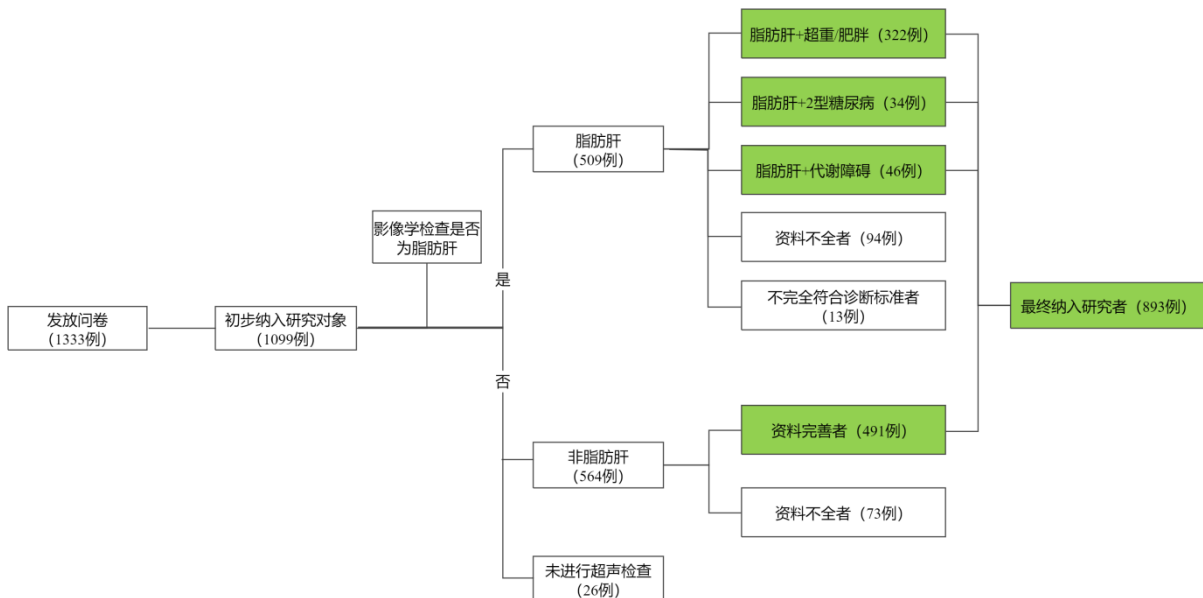 脂肪肝+超重/肥胖（322例）
脂肪肝+2型糖尿病（34例）
脂肪肝
(509例）
脂肪肝+代谢障碍（46例）
影像学检查是否
为脂肪肝
资料不全者（94例）
是
不完全符合诊断标准者
(13例）
发放问卷
(1333例）
初步纳入研究对象
(1099例）
最终纳入研究者（893例）
否
资料完善者（491例）
非脂肪肝
(564例）
资料不全者（73例）
未进行超声检查
(26例）